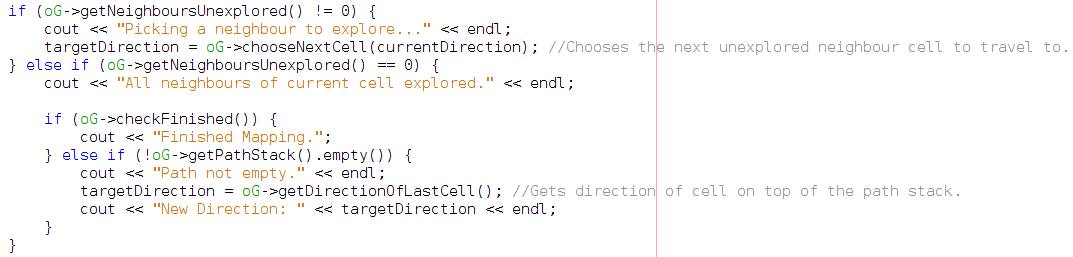 if (oG->getNeighboursUnexplored() != 0) {
    cout << "Picking a neighbour to explore..." << endl;
    targetDirection = oG->chooseNextCell(currentDirection); //Chooses the next unexplored neighbour cell to travel to.
} else if (oG->getNeighboursUnexplored() == 0) {
    cout << "All neighbours of current cell explored." << endl;

    if (oG->checkFinished()) {
        cout << "Finished Mapping.";
    } else if (!oG->getPathStack().empty()) {
        cout << "Path not empty." << endl;
        targetDirection = oG->getDirectionOfLastCell(); //Gets direction of cell on top of the path stack.
        cout << "New Direction: " << targetDirection << endl;
    }
}